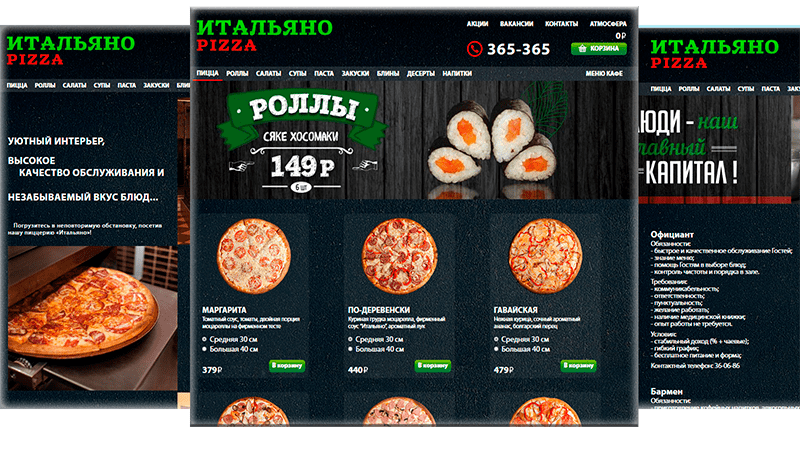 ИТАЛЬЯНО
PIZZA
ПИЦЦА РОЛЛЫ САЛАТЫ СУПЫ ПАСТА ЗАКУСКИ БЛИНЫ
УЮТНЫЙ ИНТЕРЬЕР,
ВЫСОКОЕ
КАЧЕСТВО ОБСЛУЖИВАНИЯ И
НЕЗАБЫВАЕМЫЙ ВКУС БЛЮД...
Погрузитесь в неповторимую обстановку, посетив
нашу пиццерию «Итальяно»!
ИТАЛЬЯНО
PIZZA
АКЦИИ ВАКАНСИИ КОНТАКТЫ АТМОСФЕРА
0₽
365-365 КОРЗИНА
ПИЦЦА РОЛЛЫ САЛАТЫ СУПЫ ПАСТА ЗАКУСКИ БЛИНЫ ДЕСЕРТЫ НАПИТКИ МЕНЮ КАФЕ
РОЛЛЫ
СЯКЕ ХОСОМАКИ
149 Р
6 шт
МАРГАРИТА
Томатный соус, томаты, двойная порция
моцареллы на фирменном тесте
Средняя 30 см
Большая 40 см
379₽ В корзину
ПО-ДЕРЕВЕНСКИ
Куриная грудка моцарелла, фирменный
соус "Итальяно", ароматный лук
Средняя 30 см
Большая 40 см
440₽ В корзину
ГАВАЙСКАЯ
Нежная курица, сочный ароматный
ананас, болгарский перец
Средняя 30 см
Большая 40 см
479₽ В корзину
ИТАЛЬЯНО
PIZZA
ПИЦЦА РОЛЛЫ САЛАТЫ СУПЫ ПАСТА
ЮДИ - наш
лавный
КАПИТАЛ !
Официант
Обязанности:
- быстрое и качественное обслуживание Гостей;
- знание меню;
- помощь Гостям в выборе блюд;
- контроль чистоты и порядка в зале.
Требования:
- коммуникабельность;
- ответственность;
- пунктуальность;
- желание работать;
- наличие медицинской книжки;
- опыт работы не требуется.
Условия:
- стабильный доход (% + чаевые);
- гибкий график;
- бесплатное питание и форма;
Контактный телефон: 36-06-86
Бармен
Обязанности: